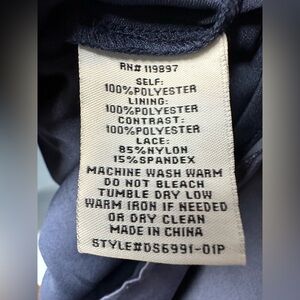 RN# 119897
SELF:
100%POLYESTER
LINING:
100%POLYESTER
CONTRAST:
100%POLYESTER
LACE:
85%NYLON
15%SPANDEX
MACHINE WASH WARM
DO NOT BLEACH
TUMBLE DRY LOW
WARM IRON IF NEEDED
OR DRY CLEAN
MADE IN CHINA
STYLE#DS6991-01P